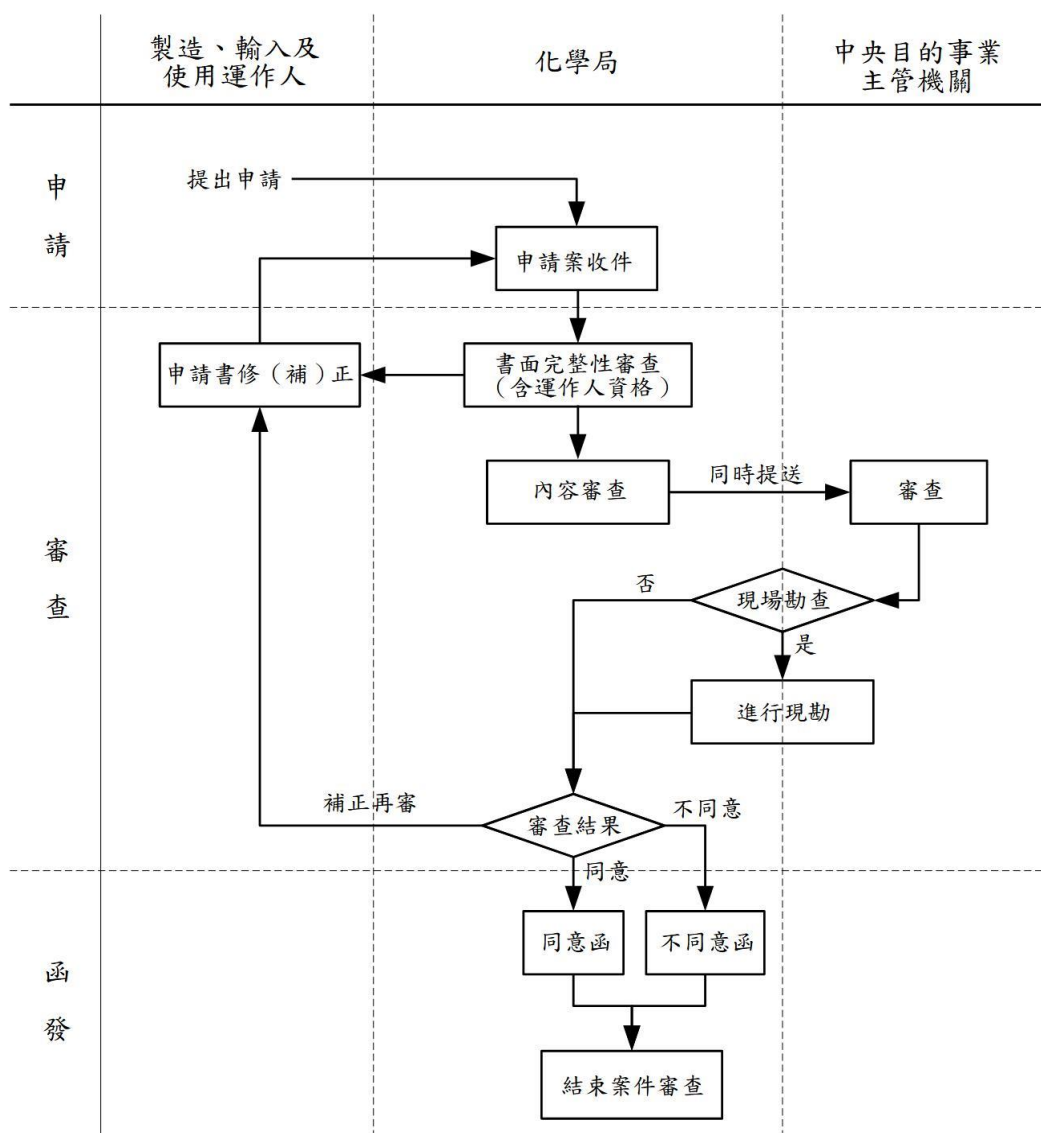 製造、輸入及
使用運作人
化學局
中央目的事業
主管機關
申
請
提出申請
申請案收件
審
查
申請書修（補）正
書面完整性審查
（含運作人資格）
內容審查
同時提送
審查
否
現場勘查
是
進行現勘
補正再審
審查結果
不同意
同意
函
發
同意函
不同意函
結束案件審查